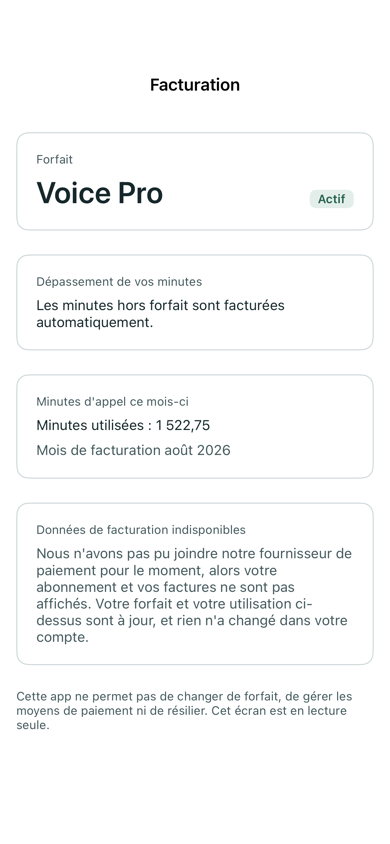 Facturation
Forfait
Voice Pro
Actif
Dépassement de vos minutes
Les minutes hors forfait sont facturées
automatiquement.
Minutes d'appel ce mois-ci
Minutes utilisées : 1 522,75
Mois de facturation août 2026
Données de facturation indisponibles
Nous n'avons pas pu joindre notre fournisseur de
paiement pour le moment, alors votre
abonnement et vos factures ne sont pas
affichés. Votre forfait et votre utilisation ci-
dessus sont à jour, et rien n'a changé dans votre
compte.
Cette app ne permet pas de changer de forfait, de gérer les
moyens de paiement ni de résilier. Cet écran est en lecture
seule.